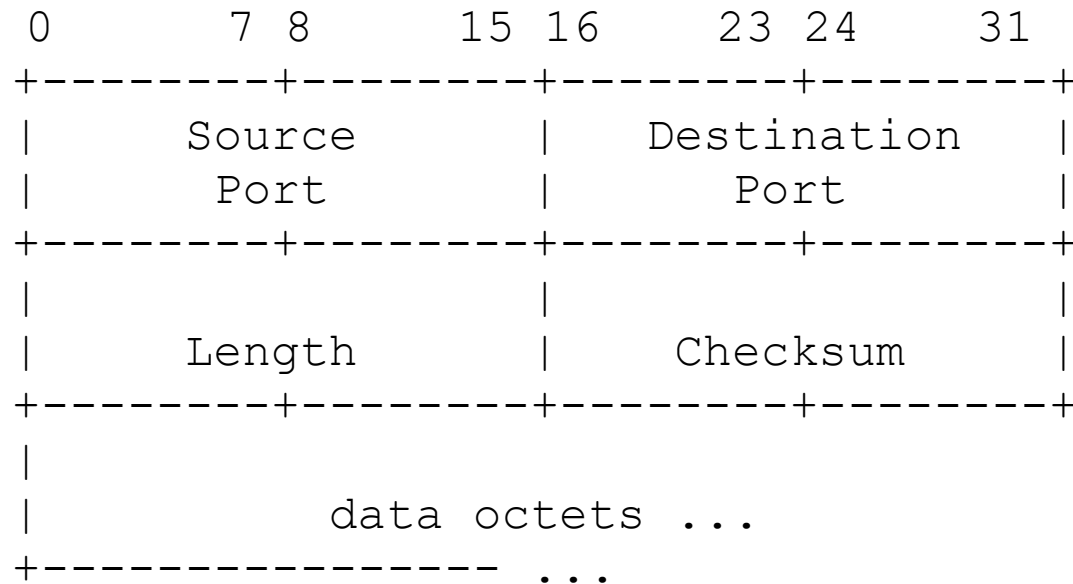 0      7 8     15 16    23 24    31
+--------+--------+--------+--------+
|     Source      |   Destination   |
|      Port       |      Port       |
+--------+--------+--------+--------+
|                 |                 |
|     Length      |    Checksum     |
+--------+--------+--------+--------+
|
|          data octets ...
+---------------- ...